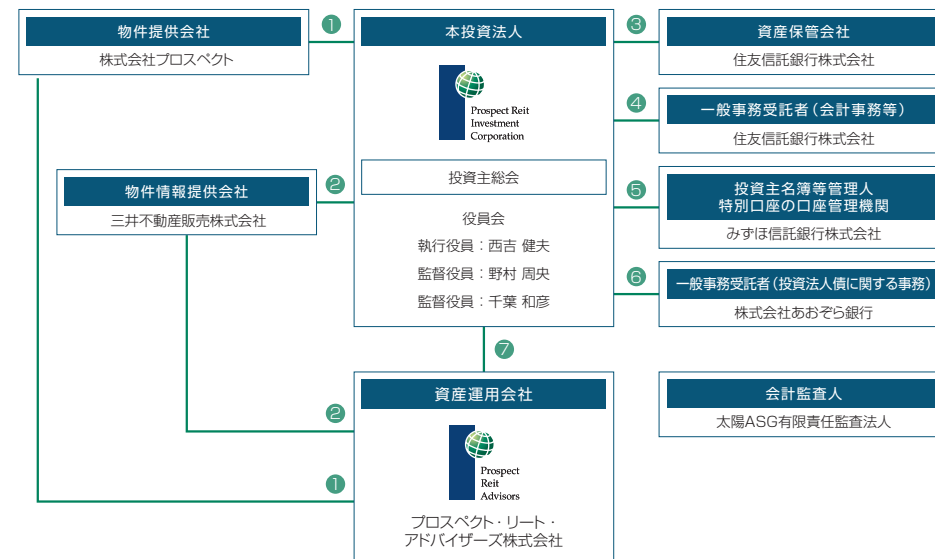 物件提供会社
株式会社プロスペクト
❶
本投資法人
Prospect Reit
Investment
Corporation
投資主総会
役員会
執行役員：西吉 健夫
監督役員：野村 周央
監督役員：千葉 和彦
❸
資産保管会社
住友信託銀行株式会社
❹
一般事務受託者（会計事務等）
住友信託銀行株式会社
物件情報提供会社
三井不動産販売株式会社
❷
❺
投資主名簿等管理人
特別口座の口座管理機関
みずほ信託銀行株式会社
❻
一般事務受託者（投資法人債に関する事務）
株式会社あおぞら銀行
❼
❷
❶
資産運用会社
Prospect
Reit
Advisors
プロスペクト・リート・
アドバイザーズ株式会社
会計監査人
太陽ASG有限責任監査法人